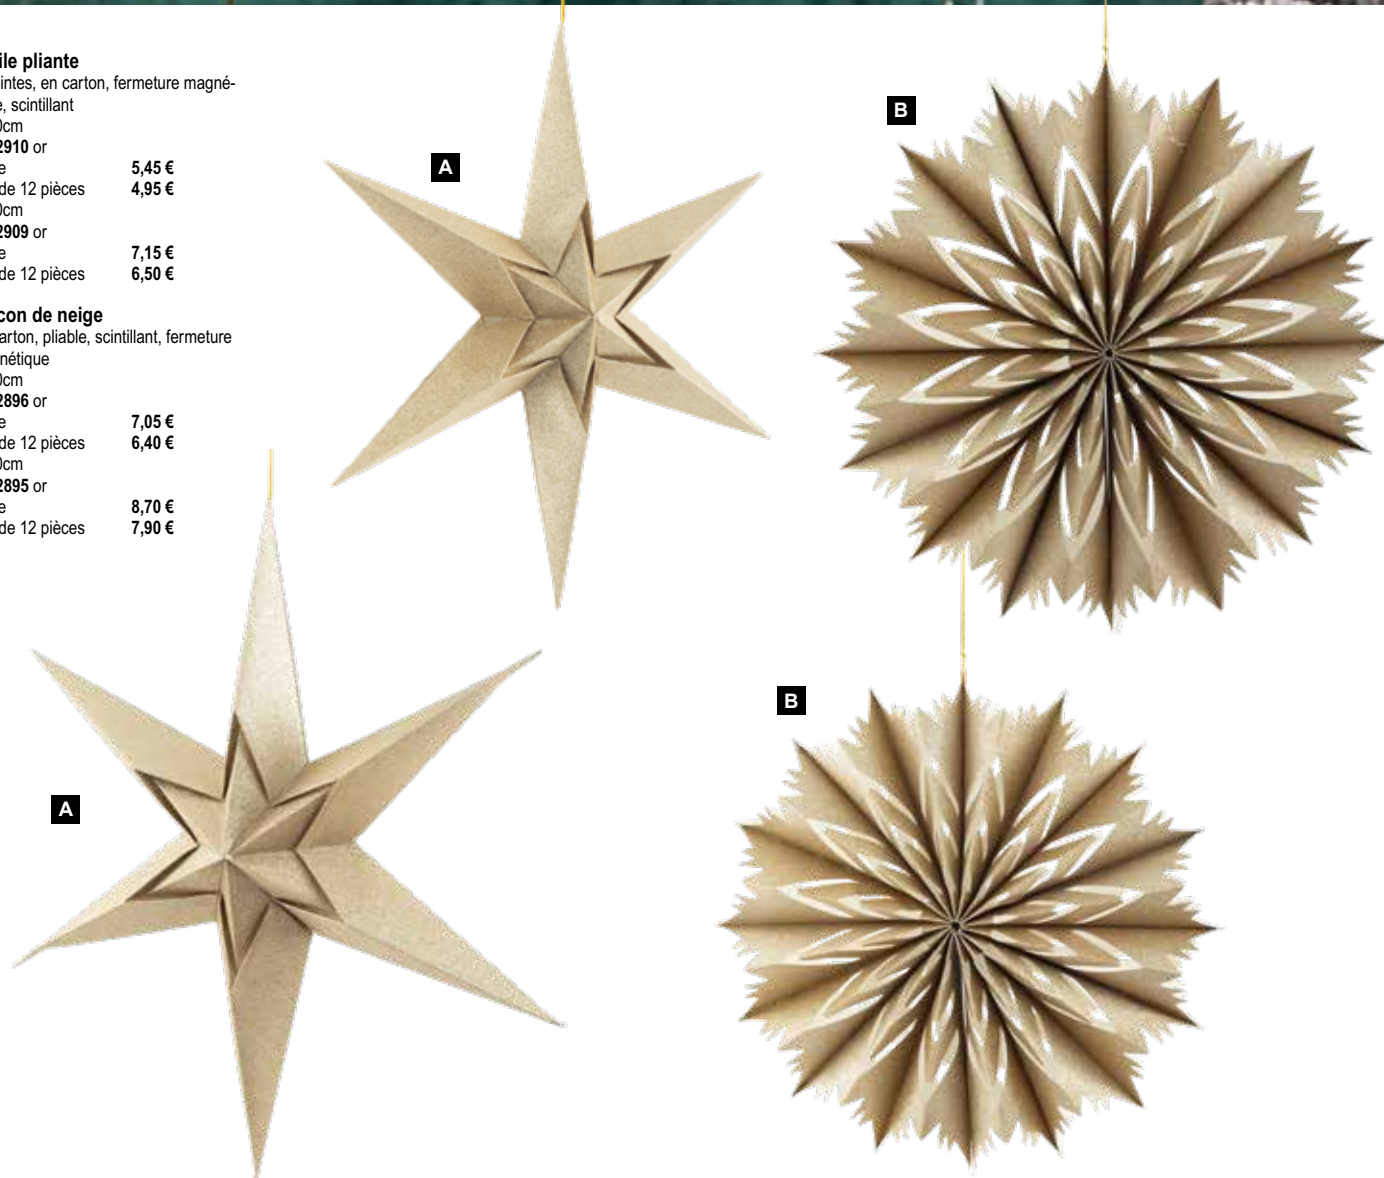 ile pliante
intes, en carton, fermeture magné-
e, scintillant
0cm
2910 or
e 5,45 €
de 12 pièces 4,95 €
0cm
2909 or
e 7,15 €
de 12 pièces 6,50 €
con de neige
arton, pliable, scintillant, fermeture
nétique
0cm
2896 or
e 7,05 €
de 12 pièces 6,40 €
0cm
2895 or
e 8,70 €
de 12 pièces 7,90 €
A
B
B
A